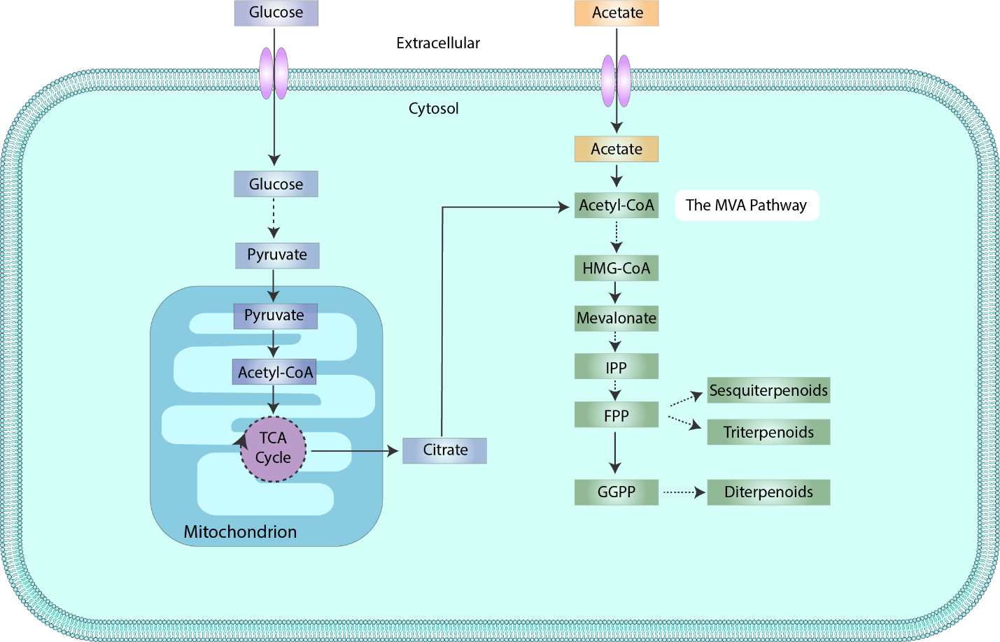 Glucose
Acetate
Extracellular
Cytosol
Acetate
Glucose
Acetyl-CoA
The MVA Pathway
Pyruvate
HMG-CoA
Pyruvate
Mevalonate
Acetyl-CoA
IPP
Sesquiterpenoids
FPP
Triterpenoids
TCA
Cycle
Citrate
GGPP
Diterpenoids
Mitochondrion